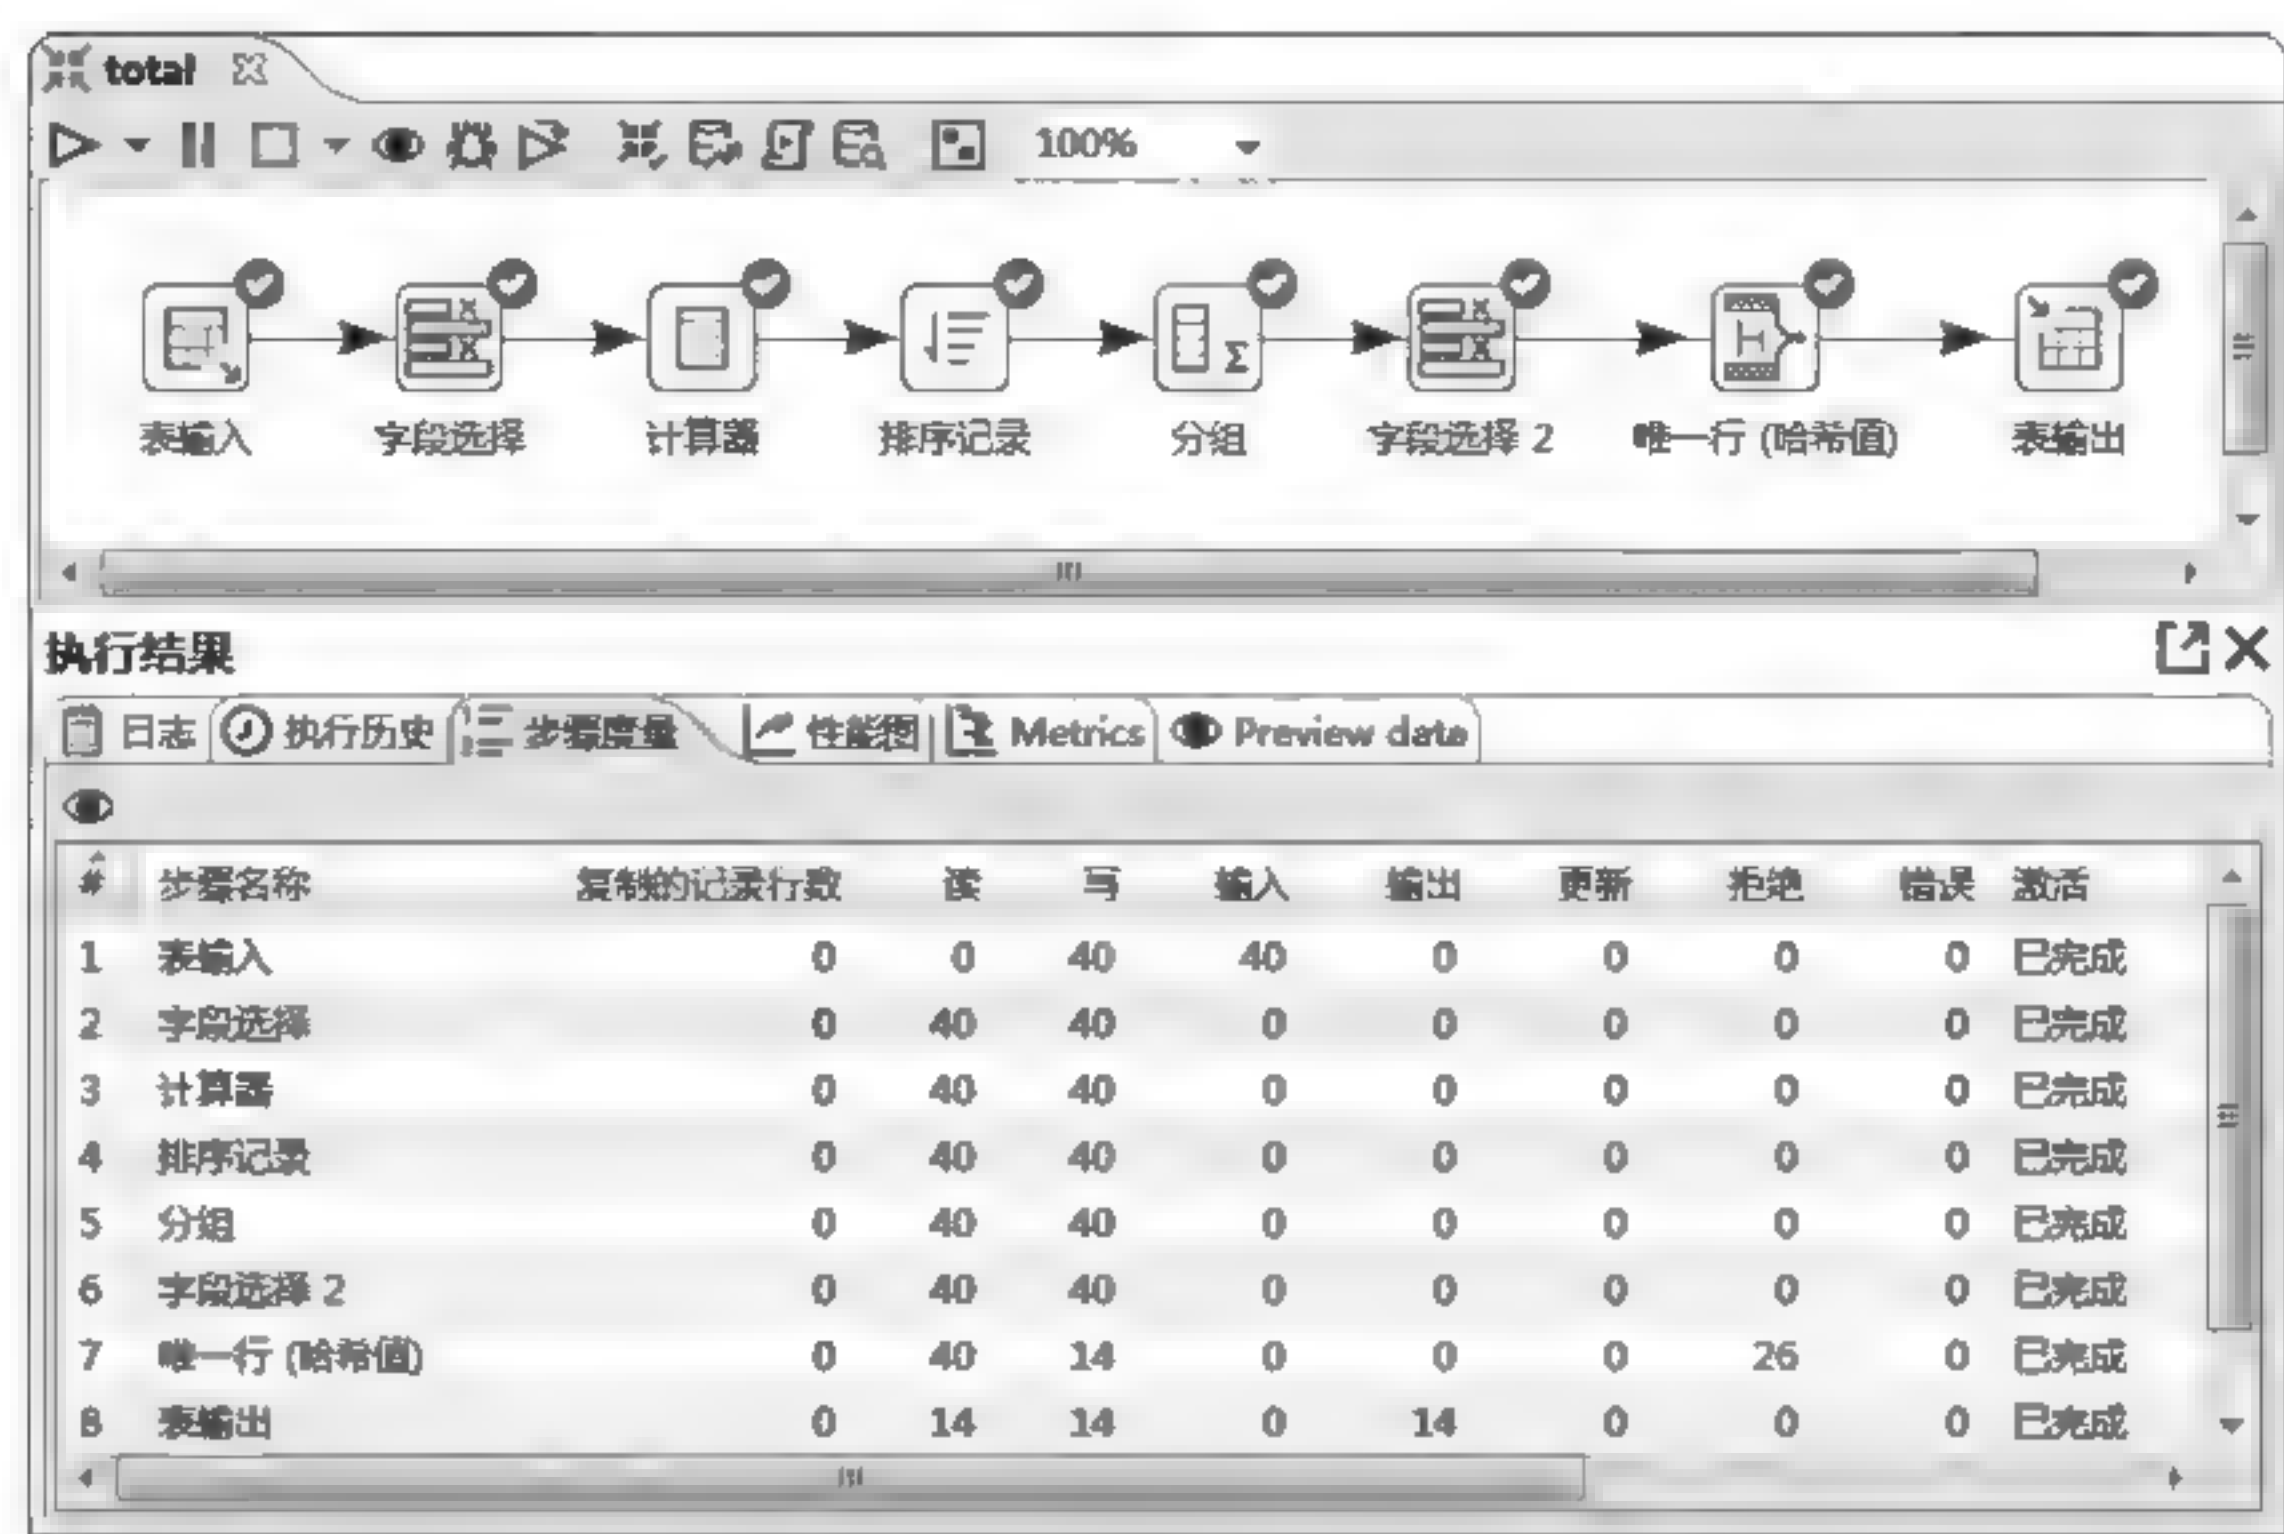 total
100%
表输入 字段选择 计算器 排序记录 分组 字段选择 2 唯一行 (哈希值) 表输出
执行结果
日志 执行历史 步骤度量 性能图 Metrics Preview data
# 步骤名称 复制的记录行数 读 写 输入 输出 更新 拒绝 错误 激活
1 表输入 0 0 40 40 0 0 0 0 已完成
2 字段选择 0 40 40 0 0 0 0 0 已完成
3 计算器 0 40 40 0 0 0 0 0 已完成
4 排序记录 0 40 40 0 0 0 0 0 已完成
5 分组 0 40 40 0 0 0 0 0 已完成
6 字段选择 2 0 40 40 0 0 0 0 0 已完成
7 唯一行 (哈希值) 0 40 14 0 0 0 26 0 已完成
8 表输出 0 14 14 0 14 0 0 0 已完成